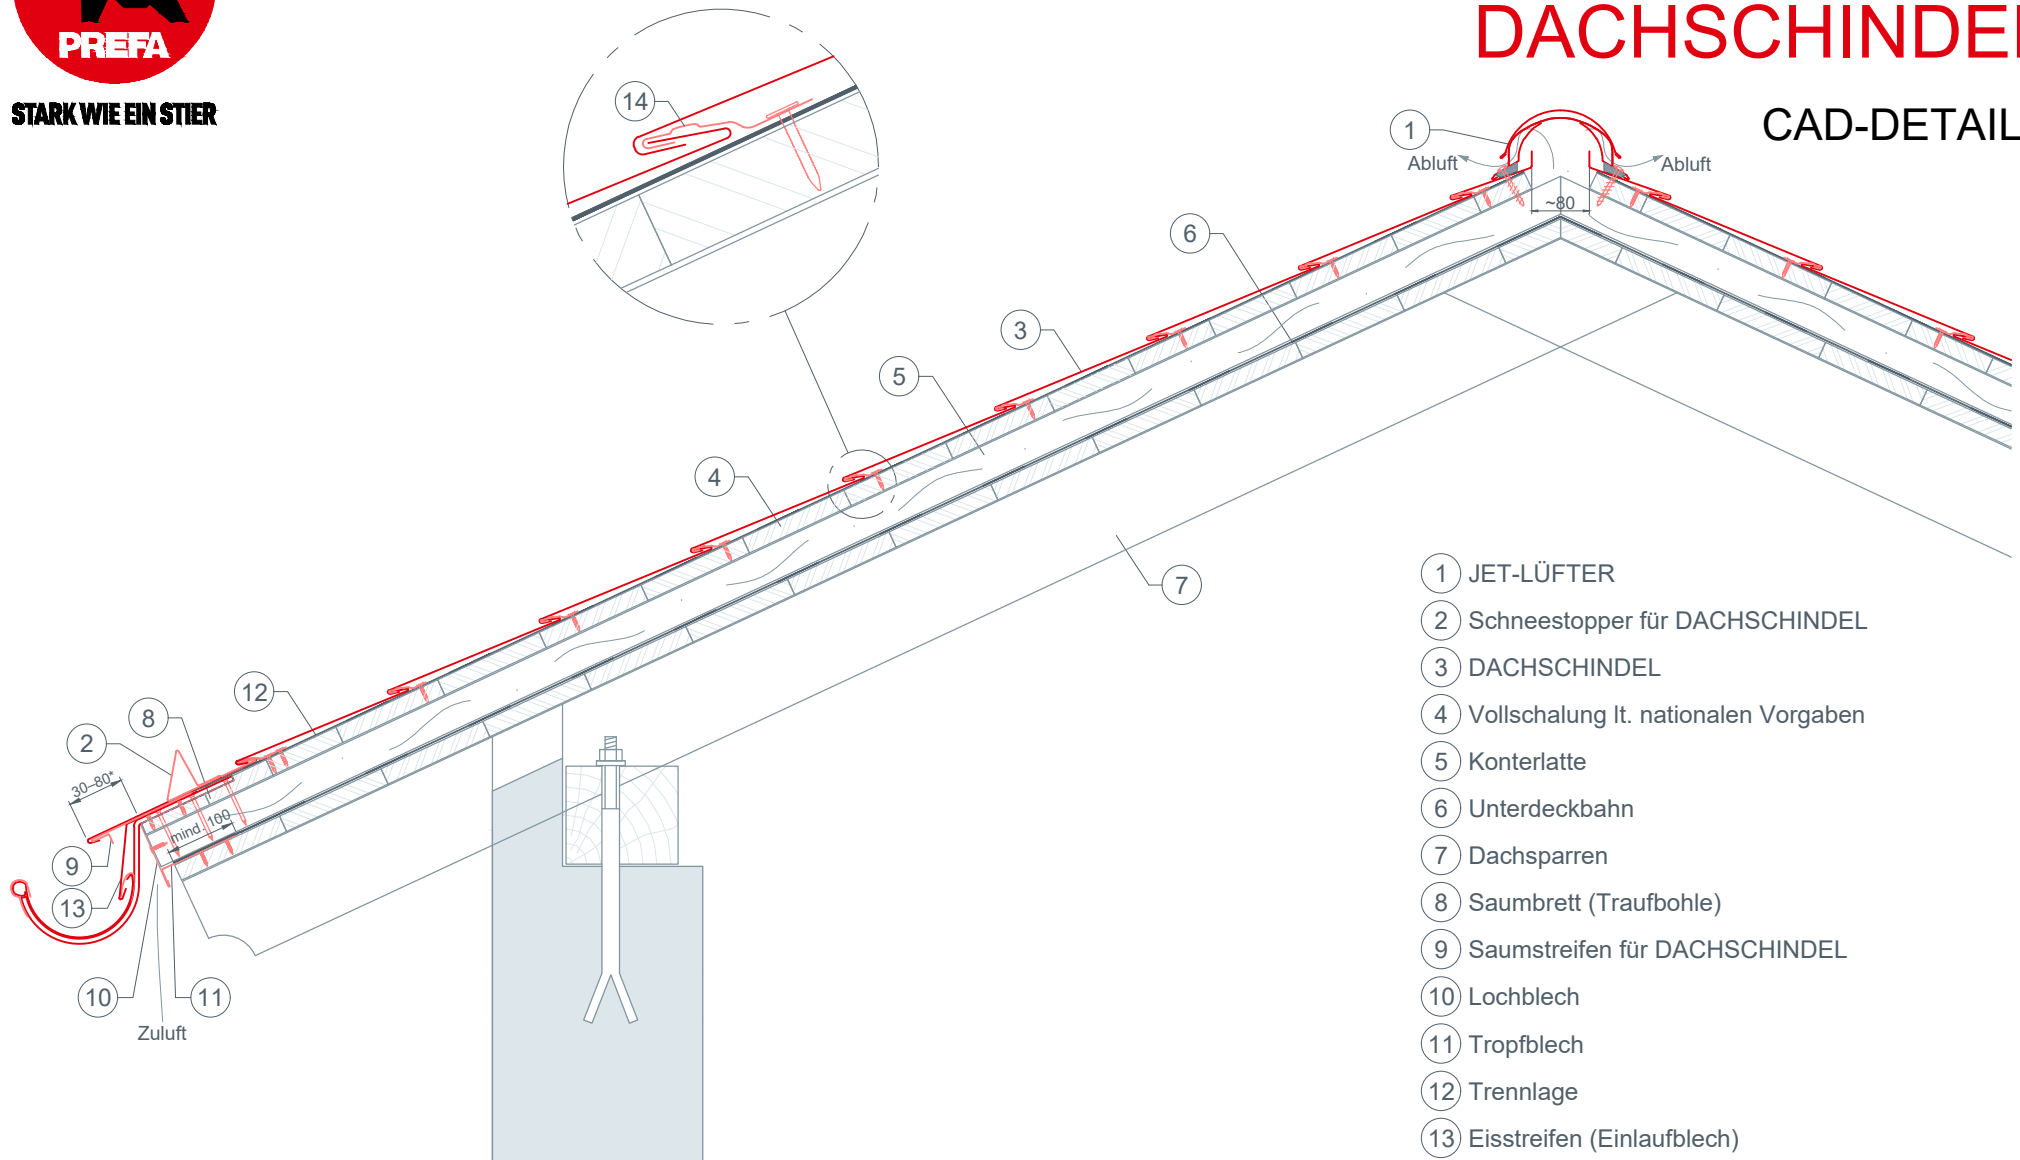 PREFA
STARK WIE EIN STIER
DACHSCHINDEL
CAD-DETAIL
14
1
Abluft
Abluft
~80
6
3
5
4
7
12
8
2
30–80*
mind. 100
9
13
10
11
Zuluft
1 JET-LÜFTER
2 Schneestopper für DACHSCHINDEL
3 DACHSCHINDEL
4 Vollschalung lt. nationalen Vorgaben
5 Konterlatte
6 Unterdeckbahn
7 Dachsparren
8 Saumbrett (Traufbohle)
9 Saumstreifen für DACHSCHINDEL
10 Lochblech
11 Tropfblech
12 Trennlage
13 Eisstreifen (Einlaufblech)